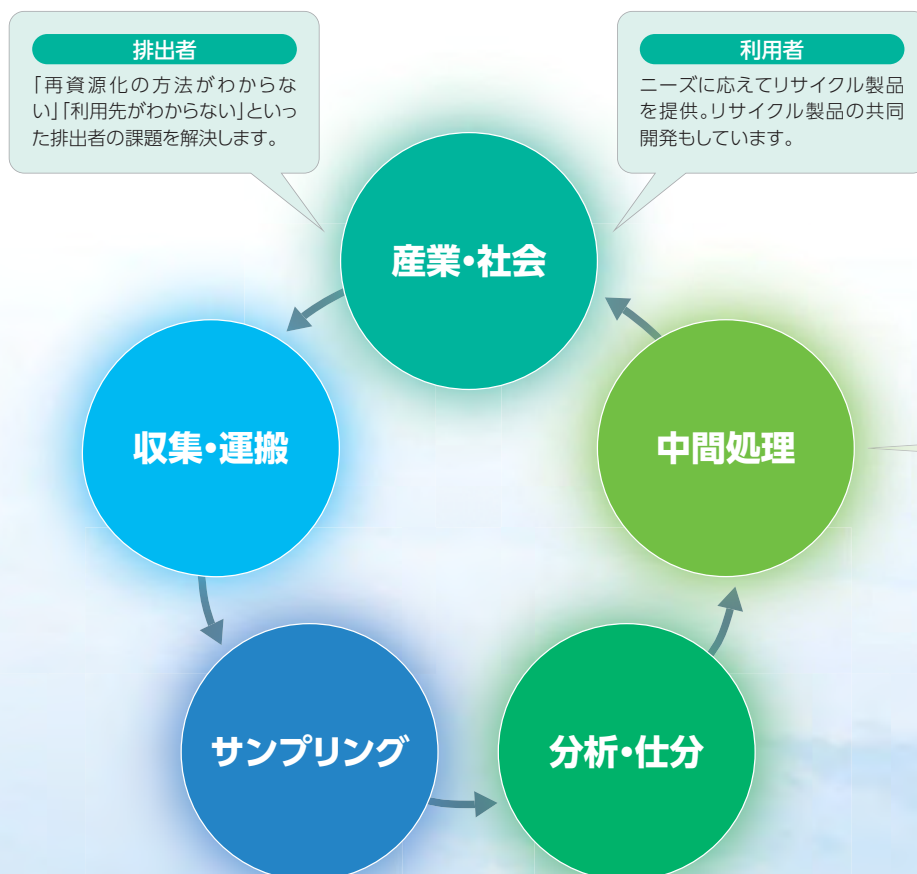 排出者
「再資源化の方法がわからな
い」「利用先がわからない」といっ
た排出者の課題を解決します。
利用者
ニーズに応えてリサイクル製品
を提供。リサイクル製品の共同
開発もしています。
産業・社会
収集・運搬
中間処理
サンプリング
分析・仕分